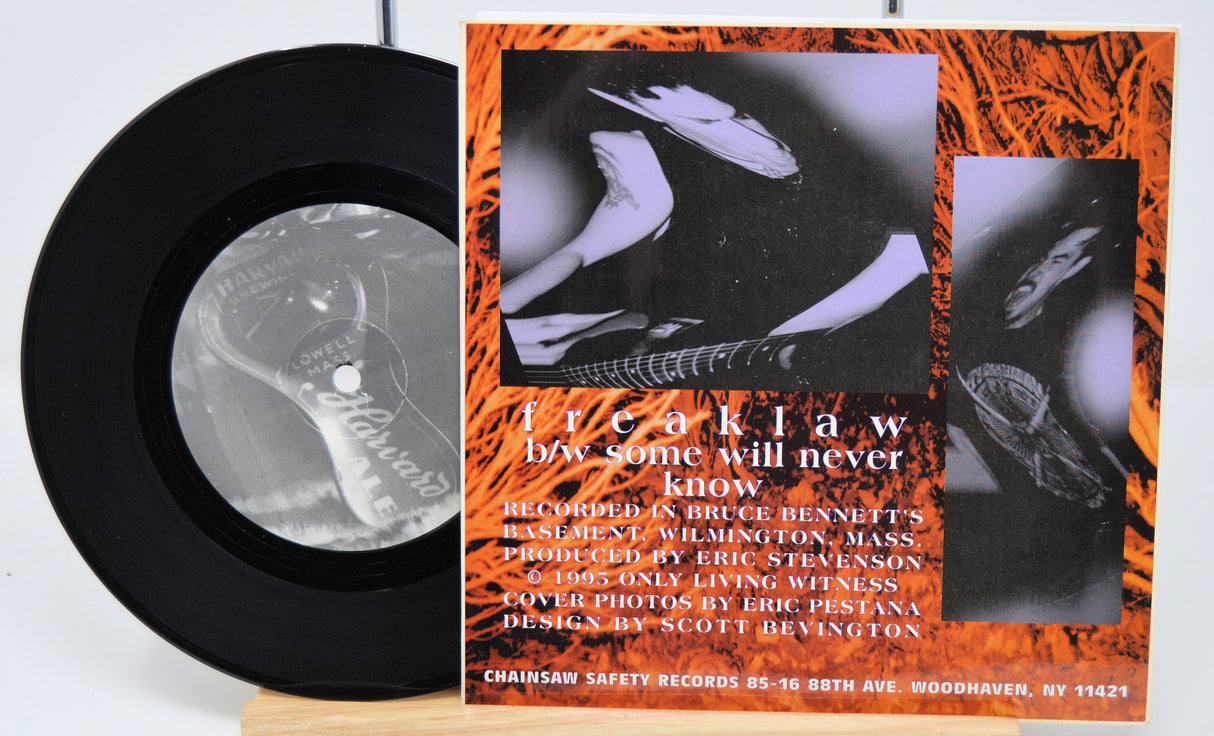 HARVARD
BREWING
LOWELL
MASS
Harvard
ALE
freaklaw
b/w some will never
know
RECORDED IN BRUCE BENNETT'S
BASEMENT, WILMINGTON, MASS.
PRODUCED BY ERIC STEVENSON
© 1995 ONLY LIVING WITNESS
COVER PHOTOS BY ERIC PESTANA
DESIGN BY SCOTT BEVINGTON
CHAINSAW SAFETY RECORDS 85-16 88TH AVE. WOODHAVEN, NY 11421